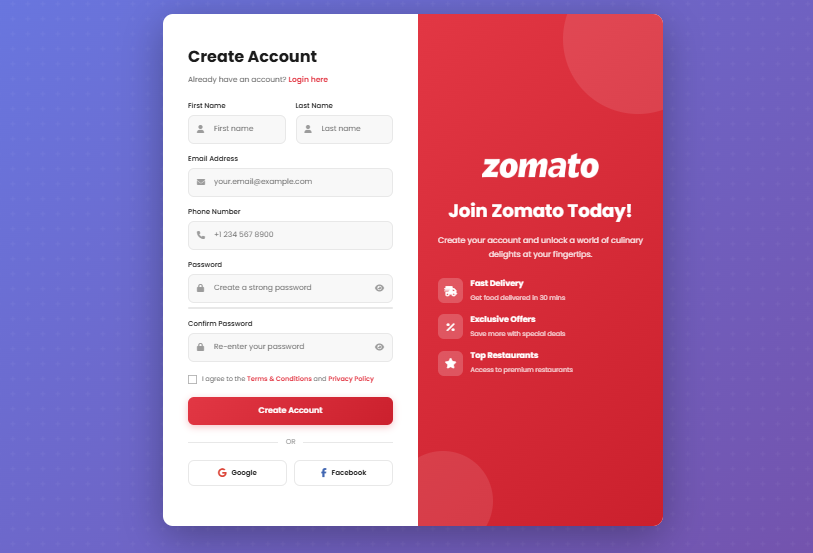 Create Account
Already have an account? Login here
First Name
Last Name
First name
Last name
Email Address
your.email@example.com
Phone Number
+1 234 567 8900
Password
Create a strong password
Confirm Password
Re-enter your password
I agree to the Terms & Conditions and Privacy Policy
Create Account
OR
Google
Facebook
zomato
Join Zomato Today!
Create your account and unlock a world of culinary
delights at your fingertips.
Fast Delivery
Get food delivered in 30 mins
Exclusive Offers
Save more with special deals
Top Restaurants
Access to premium restaurants